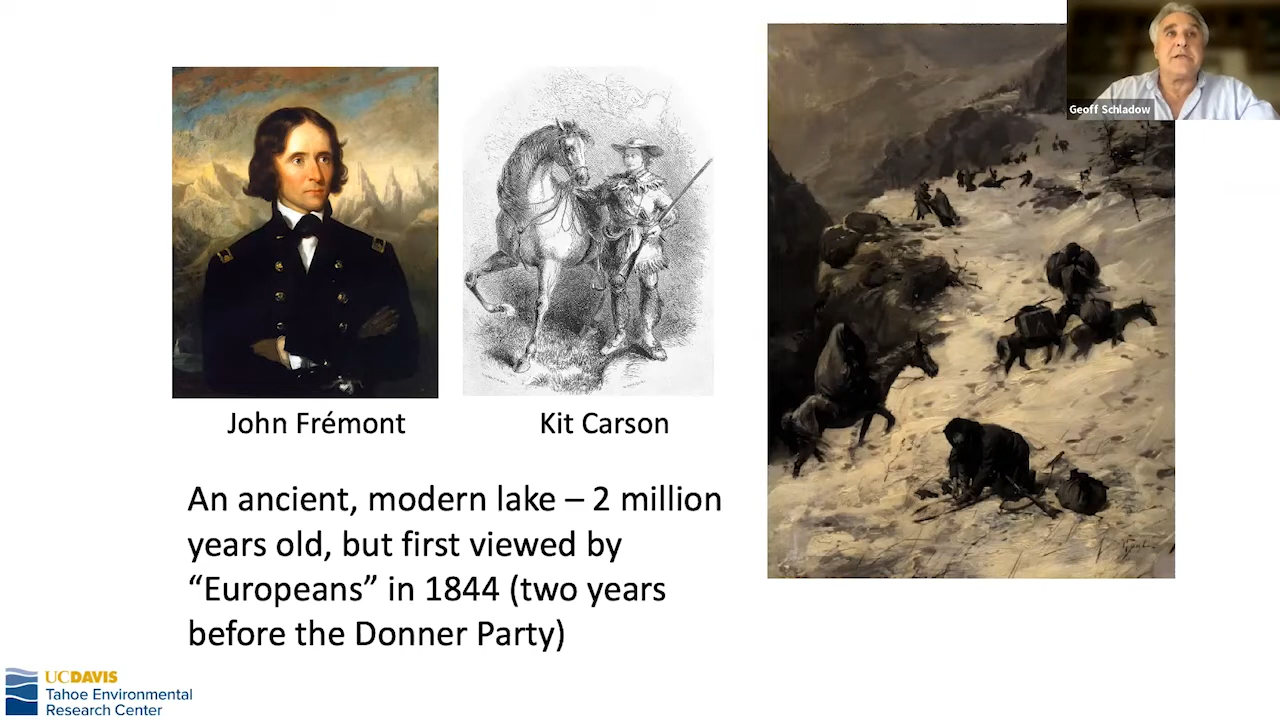 Geoff Schladow
John Frémont
Kit Carson
An ancient, modern lake – 2 million
years old, but first viewed by
“Europeans” in 1844 (two years
before the Donner Party)
UCDAVIS
Tahoe Environmental
Research Center